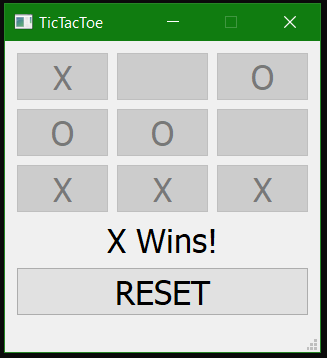 TicTacToe
X O
O O
X X X
X Wins!
RESET